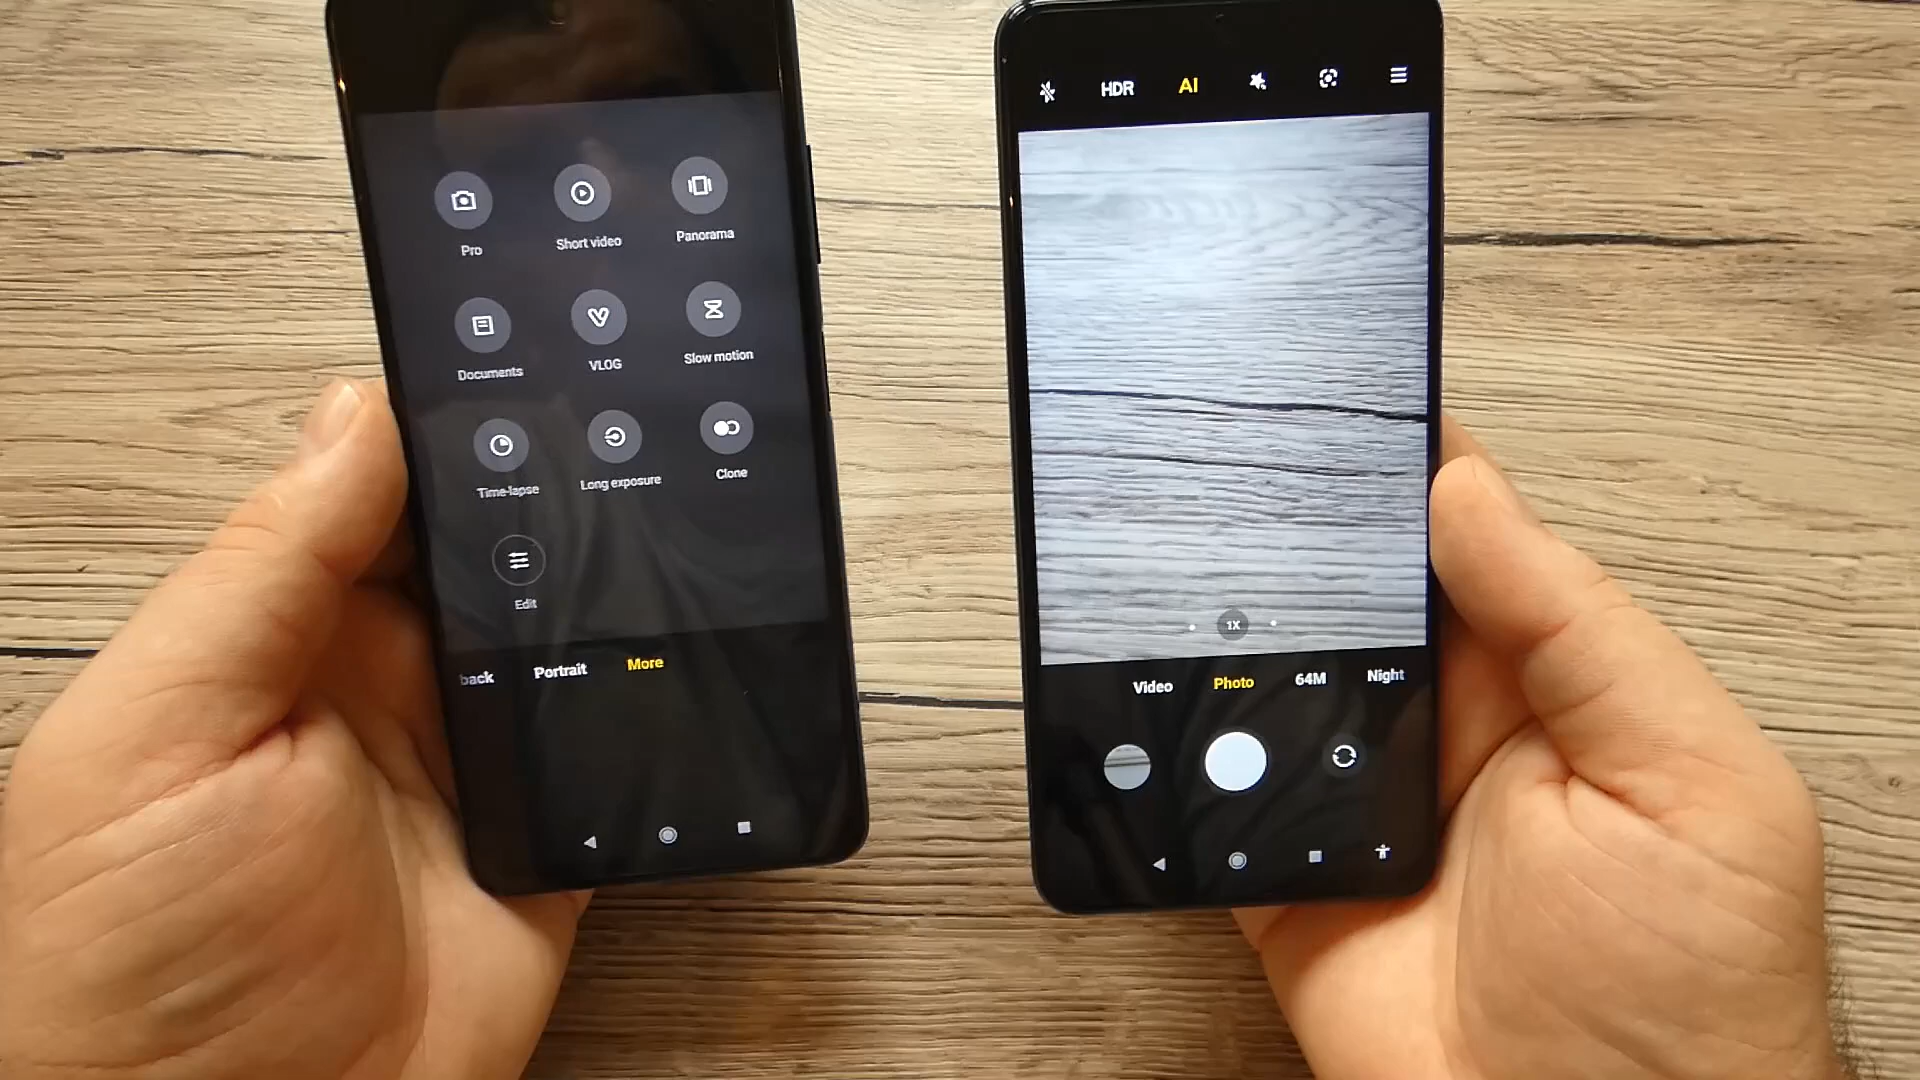 Pro
Short video
Panorama
Documents
VLOG
Slow motion
Time-lapse
Long exposure
Clone
Edit
back
Portrait
More
HDR
AI
1X
Video
Photo
64M
Night